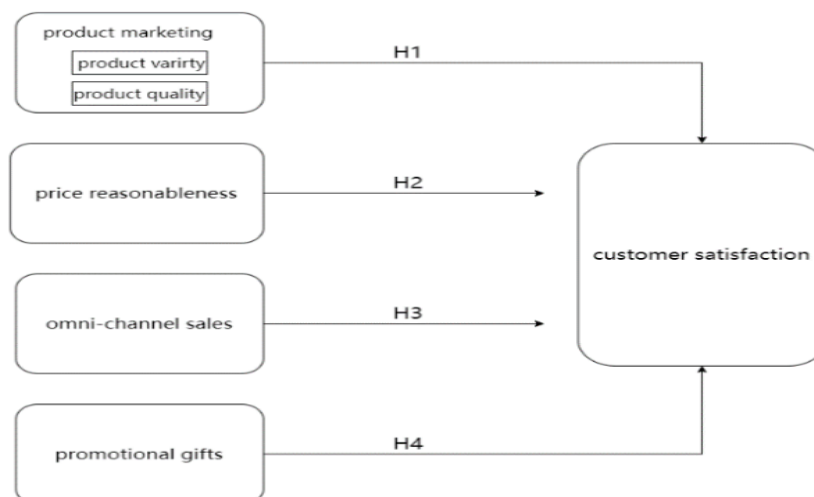 product marketing
product varirty
product quality
H1
price reasonableness
H2
omni-channel sales
H3
promotional gifts
H4
customer satisfaction